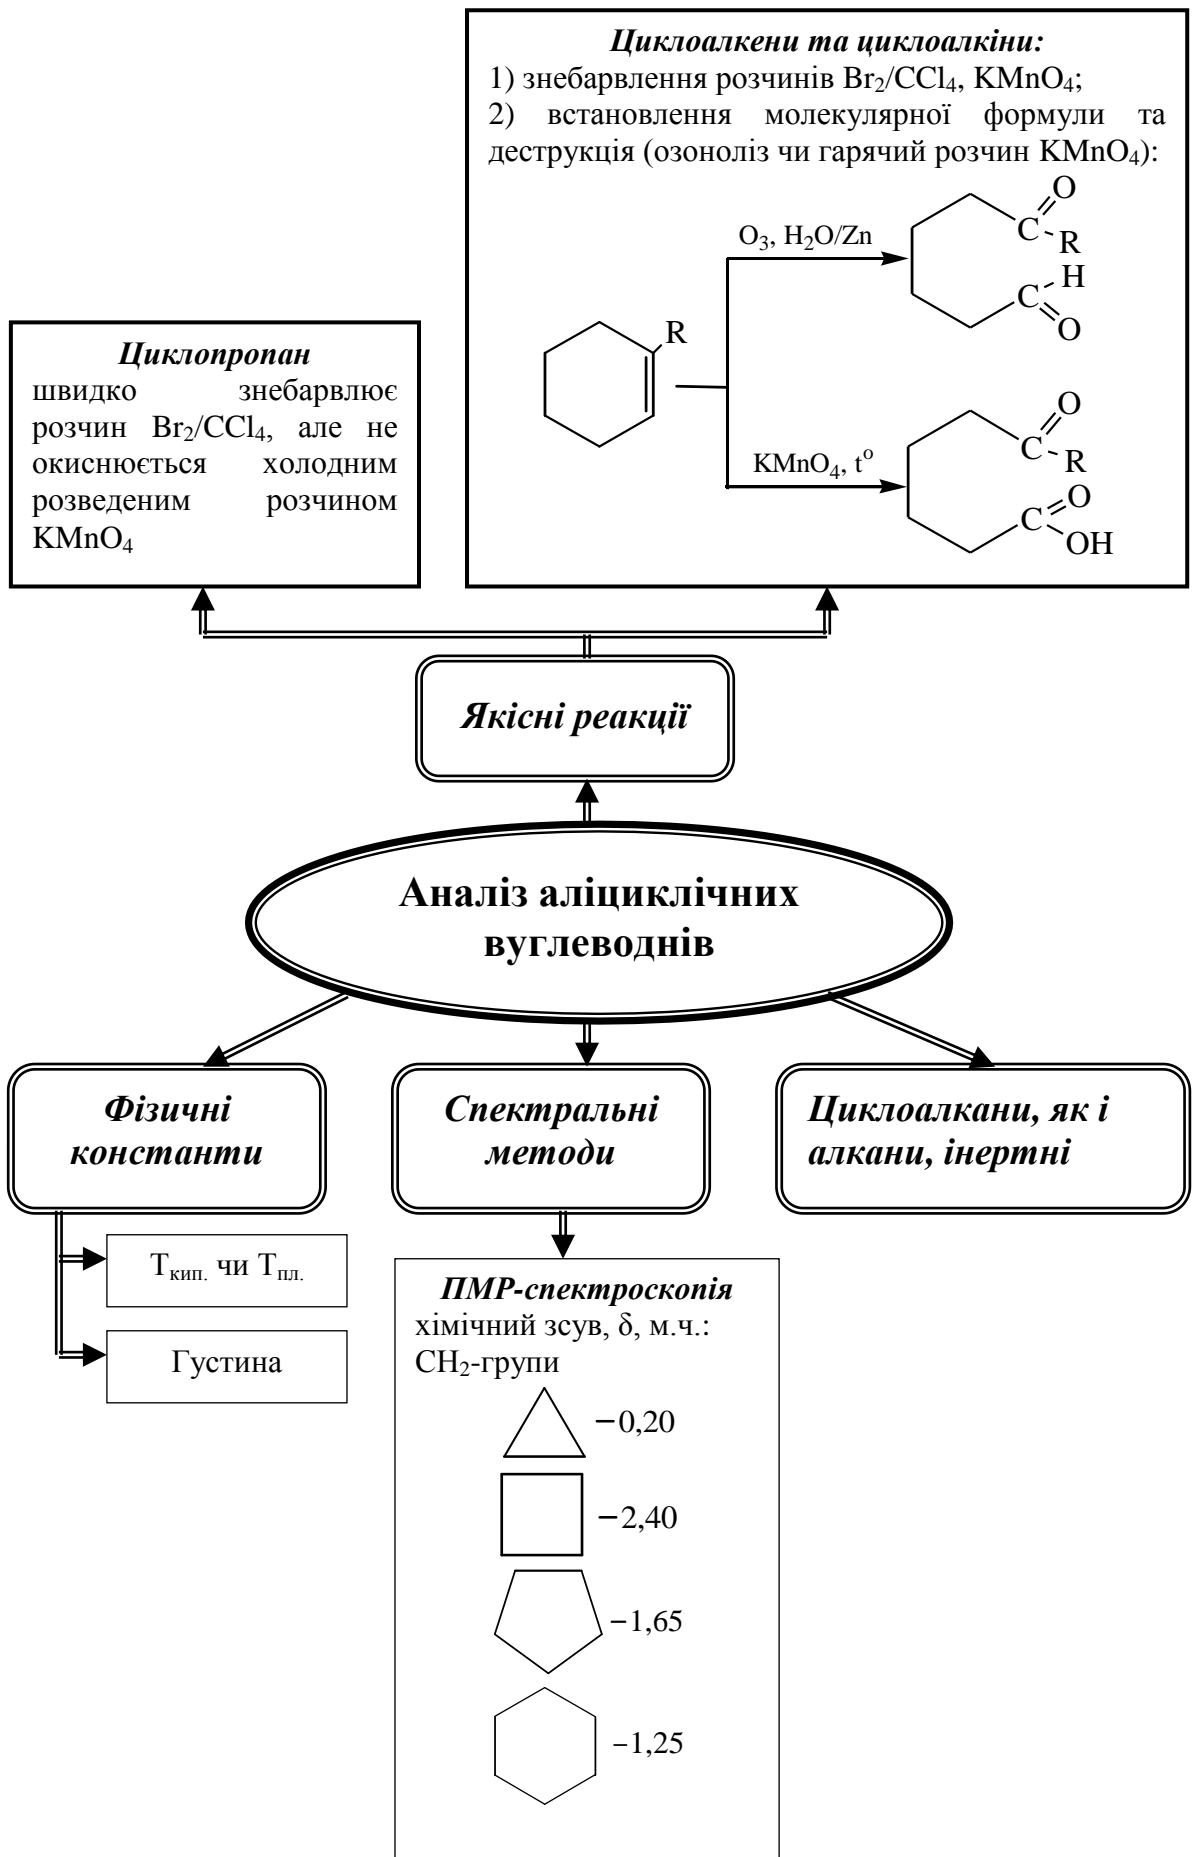 Циклоалкени та циклоалкіни:
1) знебарвлення розчинів Br₂/CCl₄, KMnO₄;
2) встановлення молекулярної формули та
деструкція (озоноліз чи гарячий розчин KMnO₄):
O₃, H₂O/Zn
O
C
R
H
C
O
R
KMnO₄, tᵒ
O
C
R
O
C
OH
Циклопропан
швидко знебарвлює
розчин Br₂/CCl₄, але не
окиснюється холодним
розведеним розчином
KMnO₄
Якісні реакції
Аналіз аліциклічних
вуглеводнів
Фізичні
константи
Ткип. чи Тпл.
Густина
Спектральні
методи
ПМР-спектроскопія
хімічний зсув, δ, м.ч.:
CH₂-групи
−0,20
−2,40
−1,65
−1,25
Циклоалкани, як і
алкани, інертні